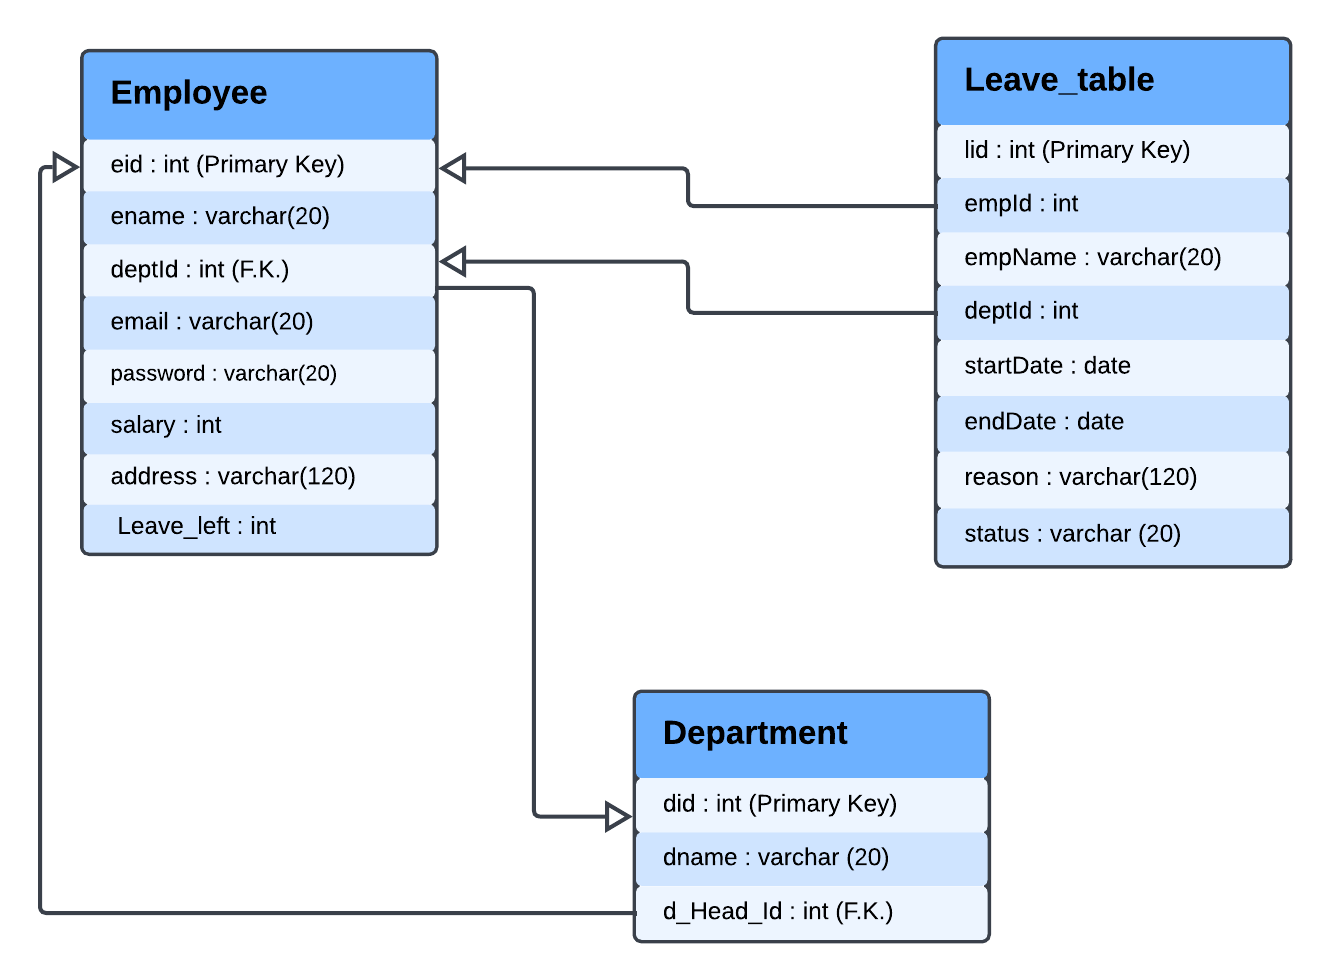 Employee
eid : int (Primary Key)
ename : varchar(20)
deptId : int (F.K.)
email : varchar(20)
password : varchar(20)
salary : int
address : varchar(120)
Leave_left : int
Leave_table
lid : int (Primary Key)
empId : int
empName : varchar(20)
deptId : int
startDate : date
endDate : date
reason : varchar(120)
status : varchar (20)
Department
did : int (Primary Key)
dname : varchar (20)
d_Head_Id : int (F.K.)